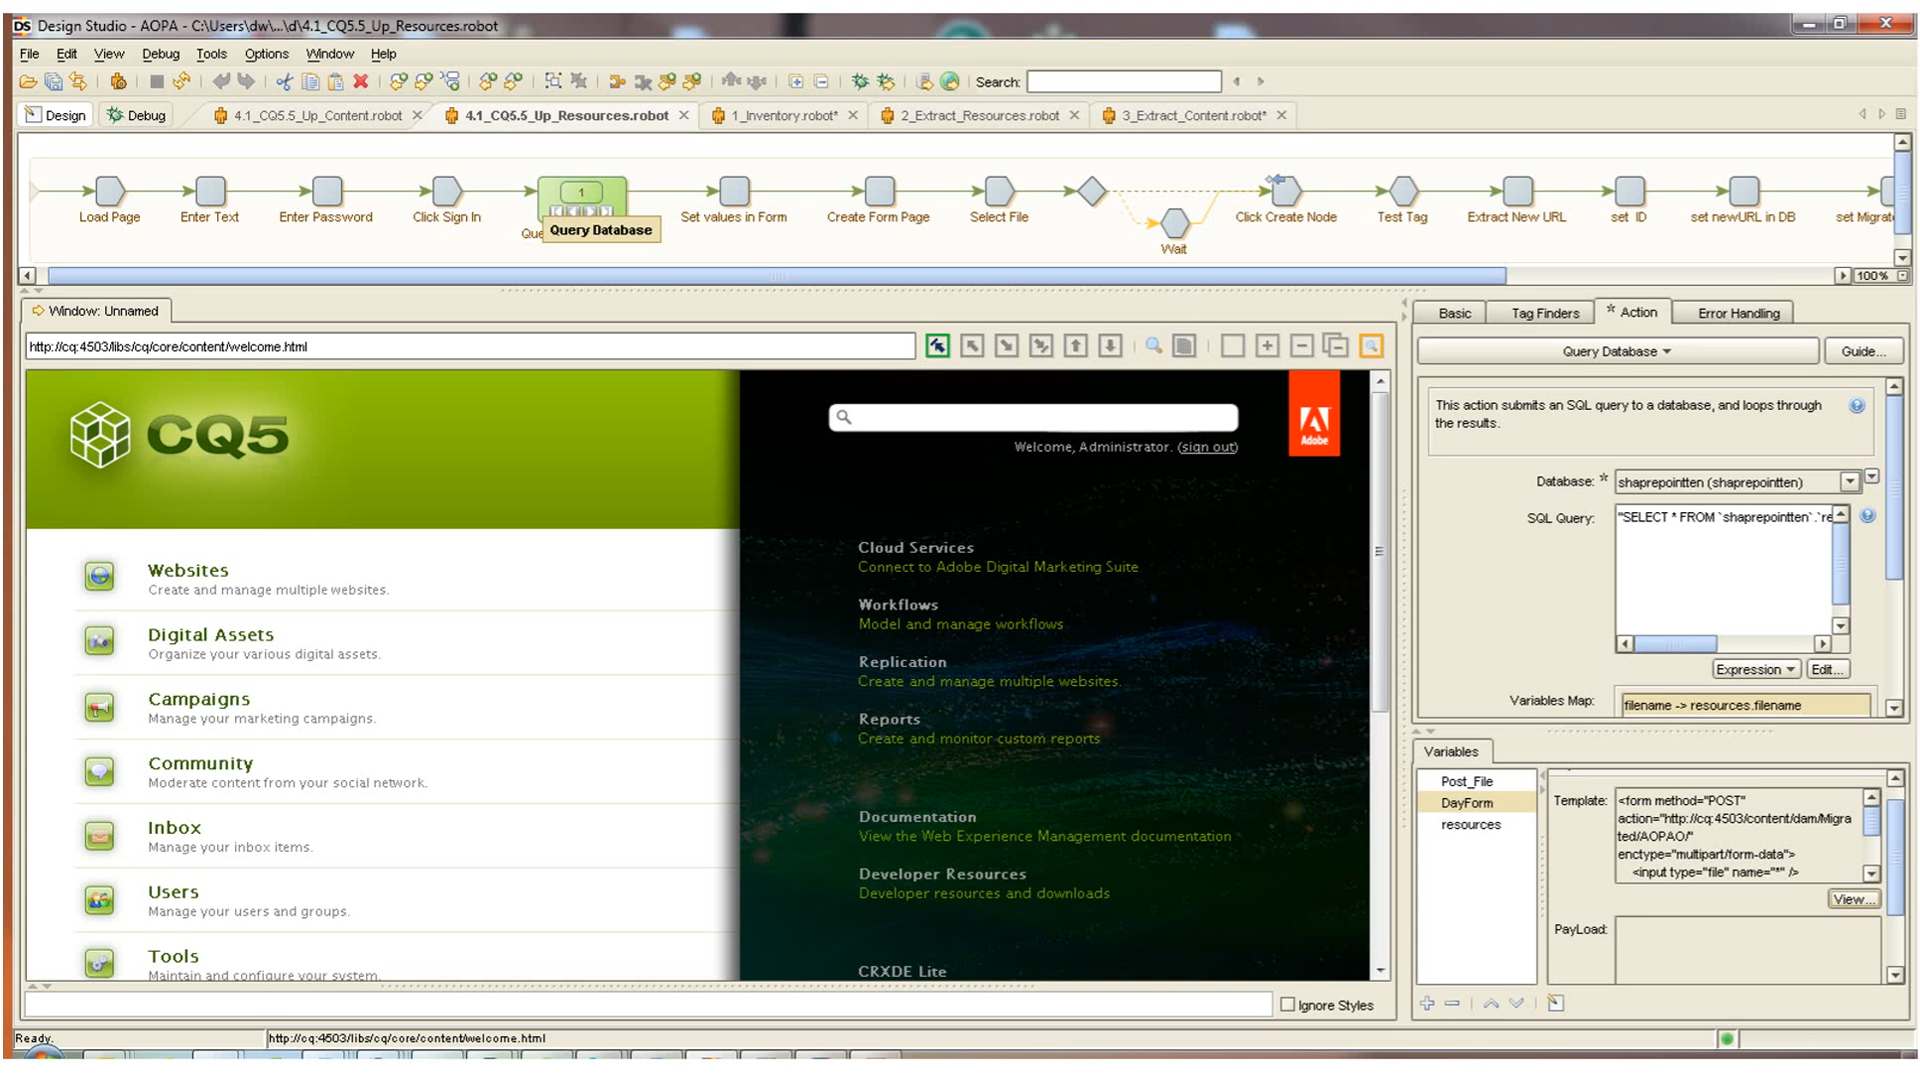 DS Design Studio - AOPA - C:\Users\dw\...\d\4.1_CQ5.5_Up_Resources.robot
File Edit View Debug Tools Options Window Help
Search:
Design Debug 4.1_CQ5.5_Up_Content.robot 4.1_CQ5.5_Up_Resources.robot 1_Inventory.robot* 2_Extract_Resources.robot 3_Extract_Content.robot*
1
Load Page Enter Text Enter Password Click Sign In Set values in Form Create Form Page Select File Click Create Node Test Tag Extract New URL set ID set newURL in DB set Migrat
Que Query Database
Wait
100%
Window: Unnamed
http://cq:4503/libs/cq/core/content/welcome.html
CQ5
Adobe
Welcome, Administrator. (sign out)
Websites
Create and manage multiple websites.
Digital Assets
Organize your various digital assets.
Campaigns
Manage your marketing campaigns.
Community
Moderate content from your social network.
Inbox
Manage your inbox items.
Users
Manage your users and groups.
Tools
Maintain and configure your system.
Cloud Services
Connect to Adobe Digital Marketing Suite
Workflows
Model and manage workflows
Replication
Create and manage multiple websites.
Reports
Create and monitor custom reports
Documentation
View the Web Experience Management documentation
Developer Resources
Developer resources and downloads
CRXDE Lite
Ignore Styles
Basic Tag Finders * Action Error Handling
Query Database Guide...
This action submits an SQL query to a database, and loops through
the results.
Database: * shaprepointten (shaprepointten)
SQL Query: "SELECT * FROM `shaprepointten`.`re
Expression Edit...
Variables Map: filename -> resources.filename
Variables
Post_File
DayForm
resources
Template: <form method="POST"
action="http://cq:4503/content/dam/Migra
ted/AOPAO/"
enctype="multipart/form-data">
<input type="file" name="*" />
View...
PayLoad:
Ready.
http://cq:4503/libs/cq/core/content/welcome.html